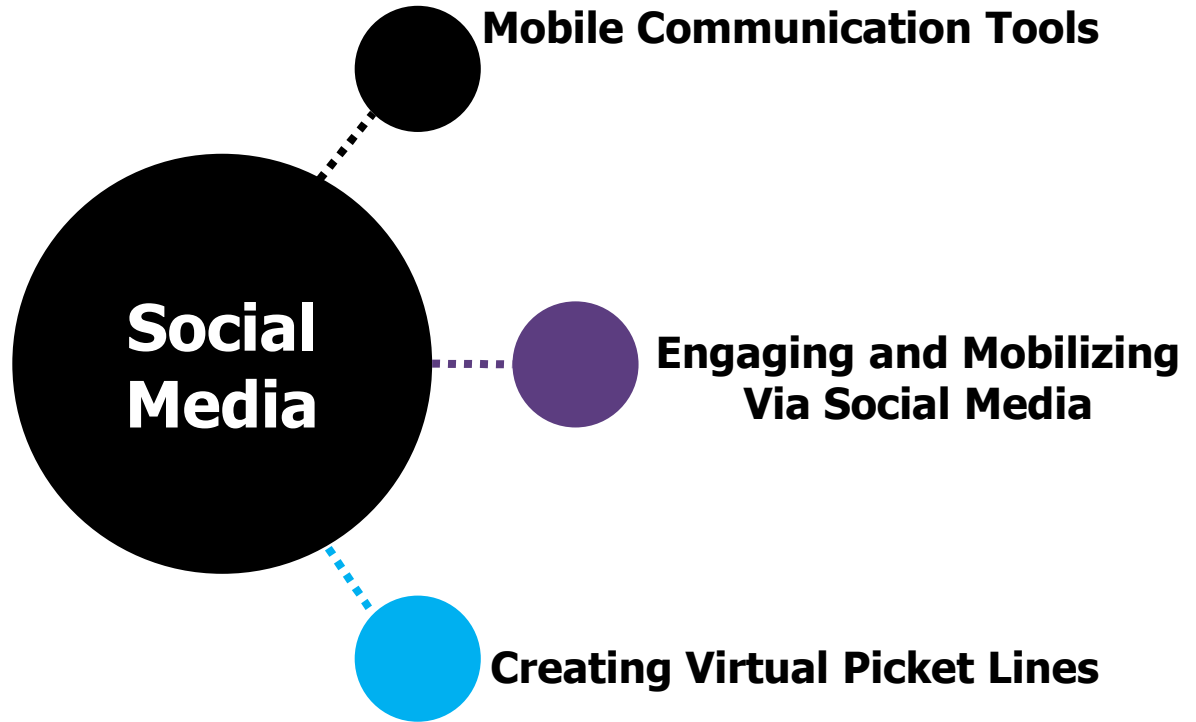 Mobile Communication Tools
Social
Media
Engaging and Mobilizing
Via Social Media
Creating Virtual Picket Lines